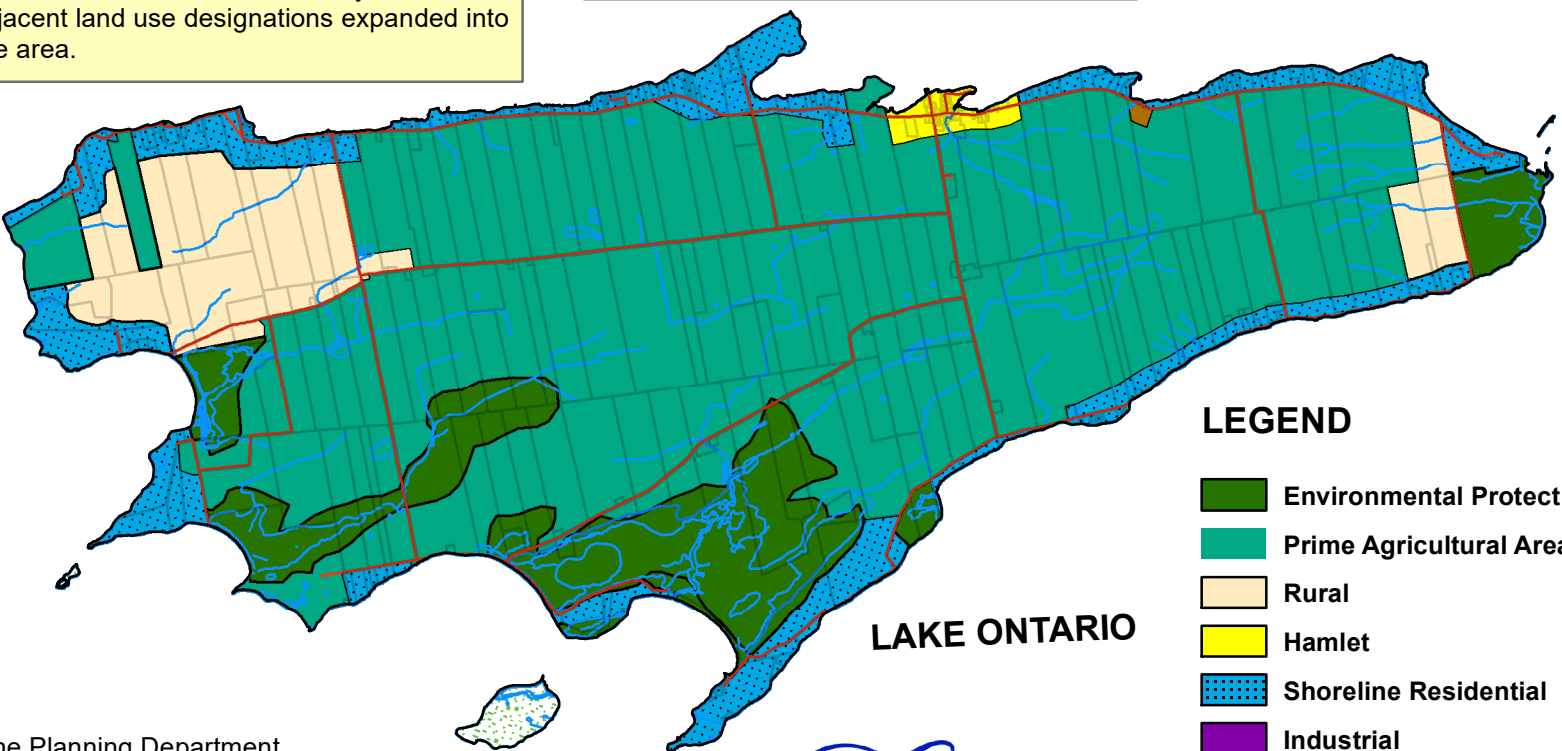 jacent land use designations expanded into
e area.
LAKE ONTARIO
LEGEND
Environmental Protect
Prime Agricultural Area
Rural
Hamlet
Shoreline Residential
Industrial
ne Planning Department